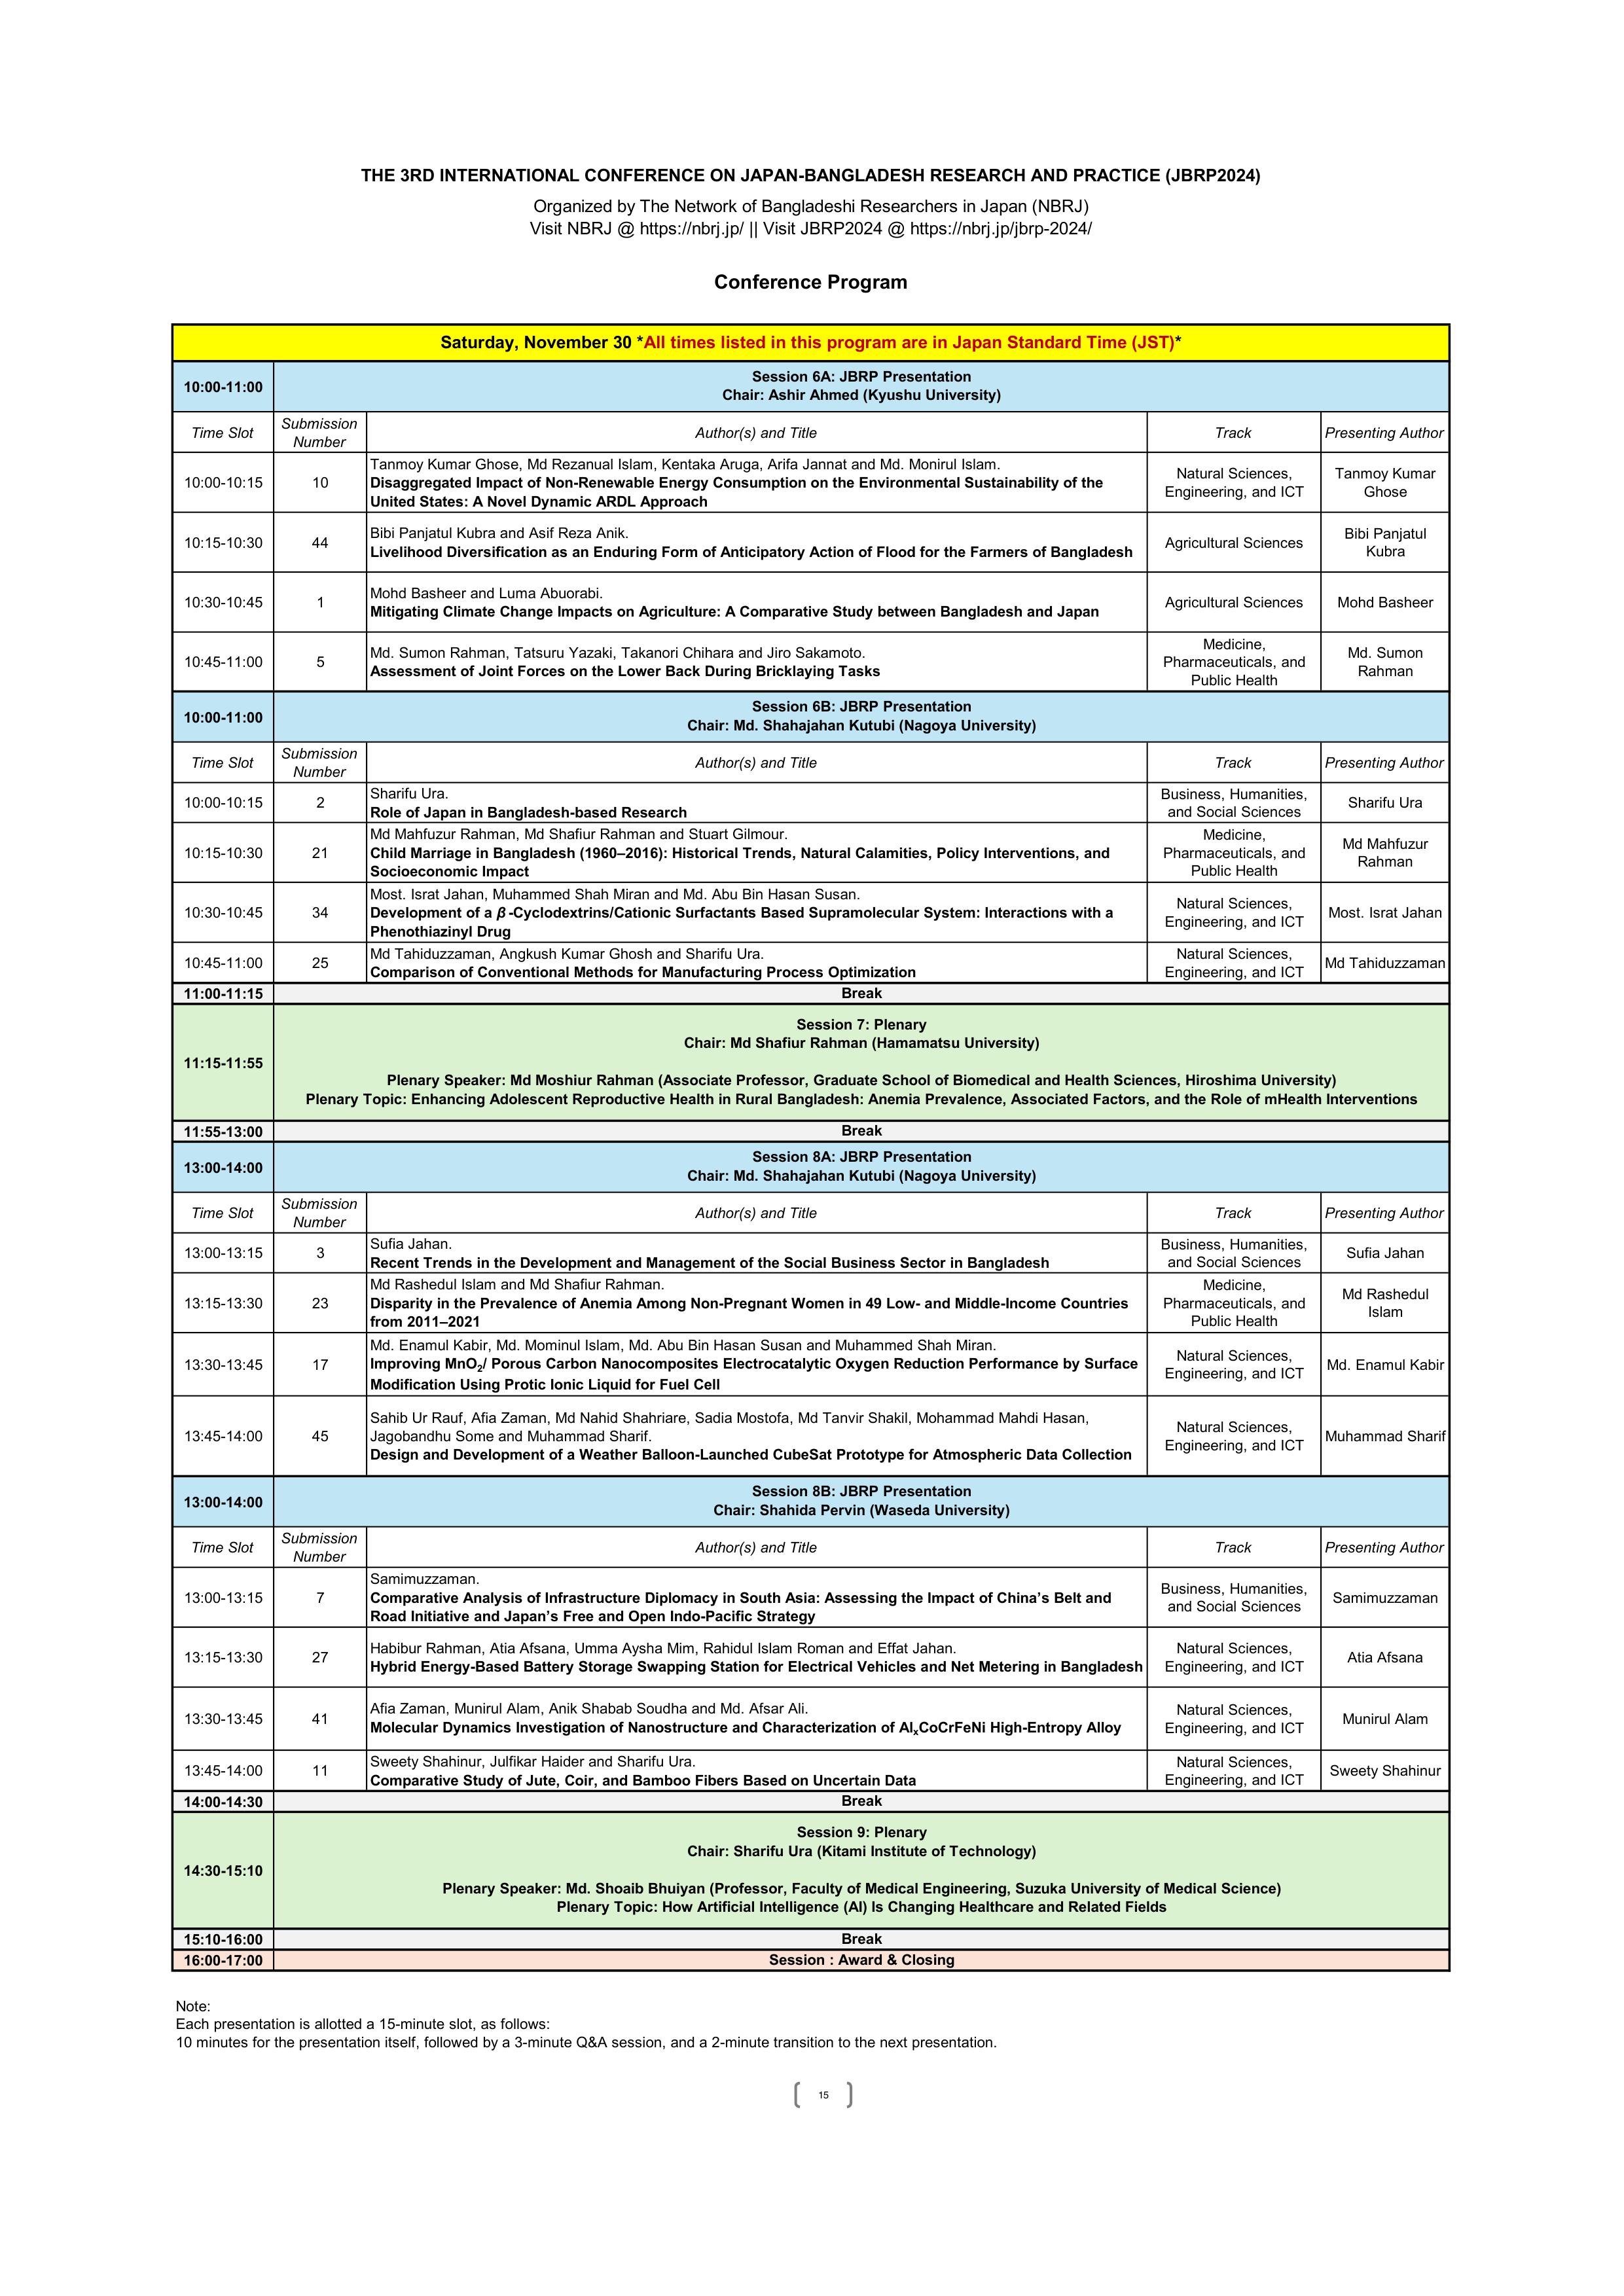 THE 3RD INTERNATIONAL CONFERENCE ON JAPAN-BANGLADESH RESEARCH AND PRACTICE (JBRP2024)
Organized by The Network of Bangladeshi Researchers in Japan (NBRJ)
Visit NBRJ @ https://nbrj.jp/ || Visit JBRP2024 @ https://nbrj.jp/jbrp-2024/
Conference Program
Saturday, November 30 *All times listed in this program are in Japan Standard Time (JST)*
10:00-11:00
Session 6A: JBRP Presentation
Chair: Ashir Ahmed (Kyushu University)
Time Slot
Submission
Number
Author(s) and Title
Track
Presenting Author
10:00-10:15
10
Tanmoy Kumar Ghose, Md Rezanual Islam, Kentaka Aruga, Arifa Jannat and Md. Monirul Islam.
Disaggregated Impact of Non-Renewable Energy Consumption on the Environmental Sustainability of the
United States: A Novel Dynamic ARDL Approach
Natural Sciences,
Engineering, and ICT
Tanmoy Kumar
Ghose
10:15-10:30
44
Bibi Panjatul Kubra and Asif Reza Anik.
Livelihood Diversification as an Enduring Form of Anticipatory Action of Flood for the Farmers of Bangladesh
Agricultural Sciences
Bibi Panjatul
Kubra
10:30-10:45
1
Mohd Basheer and Luma Abuorabi.
Mitigating Climate Change Impacts on Agriculture: A Comparative Study between Bangladesh and Japan
Agricultural Sciences
Mohd Basheer
10:45-11:00
5
Md. Sumon Rahman, Tatsuru Yazaki, Takanori Chihara and Jiro Sakamoto.
Assessment of Joint Forces on the Lower Back During Bricklaying Tasks
Medicine,
Pharmaceuticals, and
Public Health
Md. Sumon
Rahman
10:00-11:00
Session 6B: JBRP Presentation
Chair: Md. Shahajahan Kutubi (Nagoya University)
Time Slot
Submission
Number
Author(s) and Title
Track
Presenting Author
10:00-10:15
2
Sharifu Ura.
Role of Japan in Bangladesh-based Research
Business, Humanities,
and Social Sciences
Sharifu Ura
10:15-10:30
21
Md Mahfuzur Rahman, Md Shafiur Rahman and Stuart Gilmour.
Child Marriage in Bangladesh (1960–2016): Historical Trends, Natural Calamities, Policy Interventions, and
Socioeconomic Impact
Medicine,
Pharmaceuticals, and
Public Health
Md Mahfuzur
Rahman
10:30-10:45
34
Most. Israt Jahan, Muhammed Shah Miran and Md. Abu Bin Hasan Susan.
Development of a β-Cyclodextrins/Cationic Surfactants Based Supramolecular System: Interactions with a
Phenothiazinyl Drug
Natural Sciences,
Engineering, and ICT
Most. Israt Jahan
10:45-11:00
25
Md Tahiduzzaman, Angkush Kumar Ghosh and Sharifu Ura.
Comparison of Conventional Methods for Manufacturing Process Optimization
Natural Sciences,
Engineering, and ICT
Md Tahiduzzaman
11:00-11:15
Break
11:15-11:55
Session 7: Plenary
Chair: Md Shafiur Rahman (Hamamatsu University)
Plenary Speaker: Md Moshiur Rahman (Associate Professor, Graduate School of Biomedical and Health Sciences, Hiroshima University)
Plenary Topic: Enhancing Adolescent Reproductive Health in Rural Bangladesh: Anemia Prevalence, Associated Factors, and the Role of mHealth Interventions
11:55-13:00
Break
13:00-14:00
Session 8A: JBRP Presentation
Chair: Md. Shahajahan Kutubi (Nagoya University)
Time Slot
Submission
Number
Author(s) and Title
Track
Presenting Author
13:00-13:15
3
Sufia Jahan.
Recent Trends in the Development and Management of the Social Business Sector in Bangladesh
Business, Humanities,
and Social Sciences
Sufia Jahan
13:15-13:30
23
Md Rashedul Islam and Md Shafiur Rahman.
Disparity in the Prevalence of Anemia Among Non-Pregnant Women in 49 Low- and Middle-Income Countries
from 2011–2021
Medicine,
Pharmaceuticals, and
Public Health
Md Rashedul
Islam
13:30-13:45
17
Md. Enamul Kabir, Md. Mominul Islam, Md. Abu Bin Hasan Susan and Muhammed Shah Miran.
Improving MnO₂/ Porous Carbon Nanocomposites Electrocatalytic Oxygen Reduction Performance by Surface
Modification Using Protic Ionic Liquid for Fuel Cell
Natural Sciences,
Engineering, and ICT
Md. Enamul Kabir
13:45-14:00
45
Sahib Ur Rauf, Afia Zaman, Md Nahid Shahriare, Sadia Mostofa, Md Tanvir Shakil, Mohammad Mahdi Hasan,
Jagobandhu Some and Muhammad Sharif.
Design and Development of a Weather Balloon-Launched CubeSat Prototype for Atmospheric Data Collection
Natural Sciences,
Engineering, and ICT
Muhammad Sharif
13:00-14:00
Session 8B: JBRP Presentation
Chair: Shahida Pervin (Waseda University)
Time Slot
Submission
Number
Author(s) and Title
Track
Presenting Author
13:00-13:15
7
Samimuzzaman.
Comparative Analysis of Infrastructure Diplomacy in South Asia: Assessing the Impact of China’s Belt and
Road Initiative and Japan’s Free and Open Indo-Pacific Strategy
Business, Humanities,
and Social Sciences
Samimuzzaman
13:15-13:30
27
Habibur Rahman, Atia Afsana, Umma Aysha Mim, Rahidul Islam Roman and Effat Jahan.
Hybrid Energy-Based Battery Storage Swapping Station for Electrical Vehicles and Net Metering in Bangladesh
Natural Sciences,
Engineering, and ICT
Atia Afsana
13:30-13:45
41
Afia Zaman, Munirul Alam, Anik Shabab Soudha and Md. Afsar Ali.
Molecular Dynamics Investigation of Nanostructure and Characterization of AlₓCoCrFeNi High-Entropy Alloy
Natural Sciences,
Engineering, and ICT
Munirul Alam
13:45-14:00
11
Sweety Shahinur, Julfikar Haider and Sharifu Ura.
Comparative Study of Jute, Coir, and Bamboo Fibers Based on Uncertain Data
Natural Sciences,
Engineering, and ICT
Sweety Shahinur
14:00-14:30
Break
14:30-15:10
Session 9: Plenary
Chair: Sharifu Ura (Kitami Institute of Technology)
Plenary Speaker: Md. Shoaib Bhuiyan (Professor, Faculty of Medical Engineering, Suzuka University of Medical Science)
Plenary Topic: How Artificial Intelligence (AI) Is Changing Healthcare and Related Fields
15:10-16:00
Break
16:00-17:00
Session : Award & Closing
Note:
Each presentation is allotted a 15-minute slot, as follows:
10 minutes for the presentation itself, followed by a 3-minute Q&A session, and a 2-minute transition to the next presentation.
15